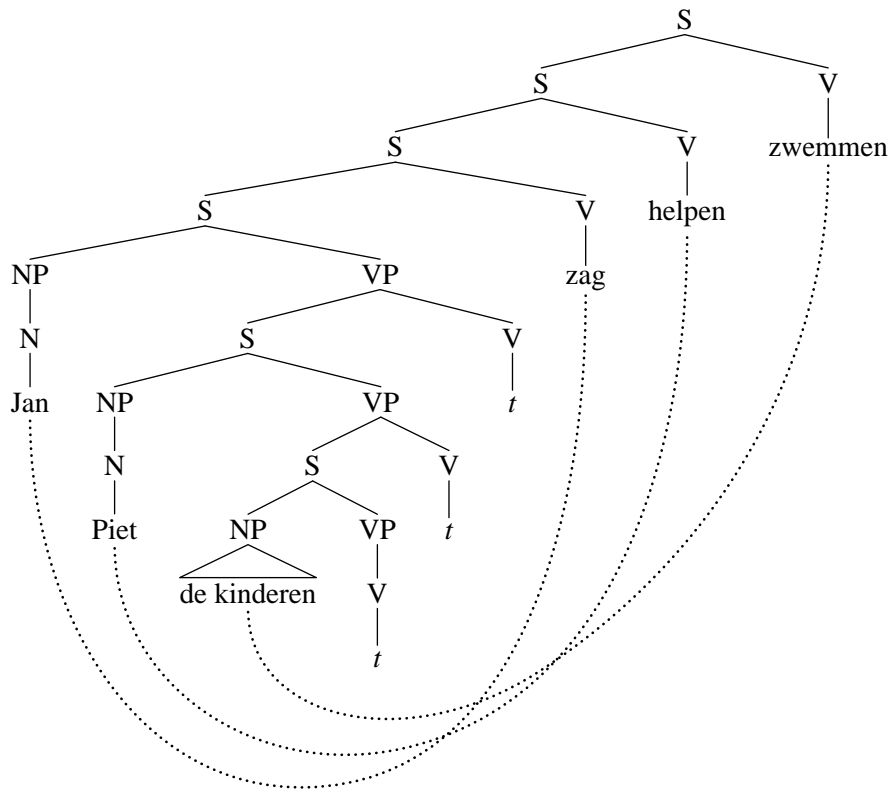 S
S V
S V zwemmen
S V helpen
NP VP zag
N S V
Jan NP VP t
N S V
Piet NP VP t
de kinderen V
t